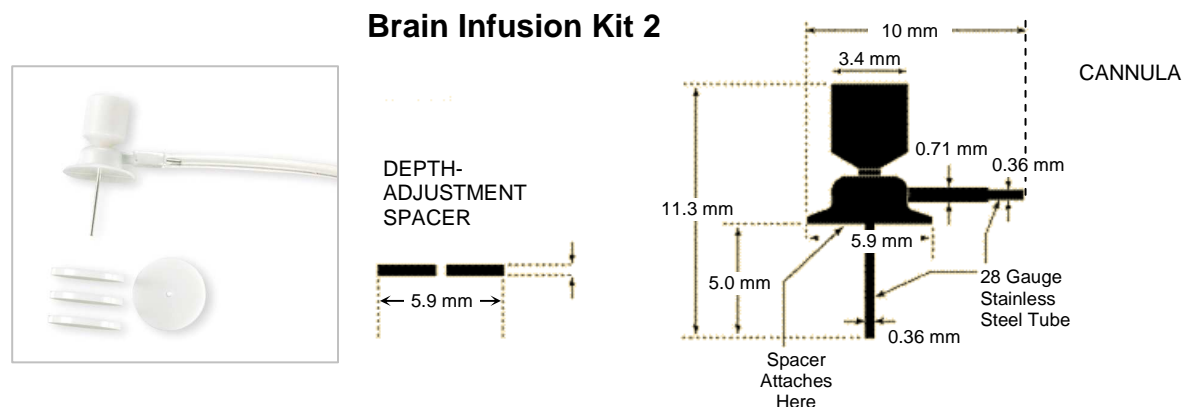 Brain Infusion Kit 2
10 mm
3.4 mm
CANNULA
DEPTH-
ADJUSTMENT
SPACER
0.71 mm
0.36 mm
11.3 mm
5.9 mm
5.0 mm
5.9 mm
28 Gauge
Stainless
Steel Tube
0.36 mm
Spacer
Attaches
Here